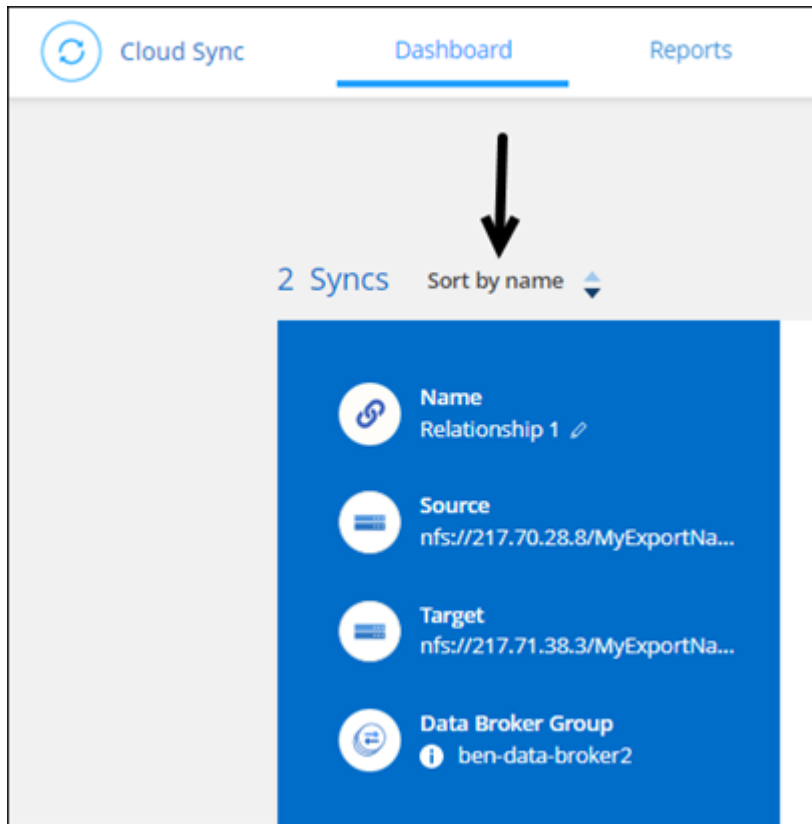 Cloud Sync
Dashboard
Reports
2 Syncs
Sort by name
Name
Relationship 1
Source
nfs://217.70.28.8/MyExportNa...
Target
nfs://217.71.38.3/MyExportNa...
Data Broker Group
ben-data-broker2